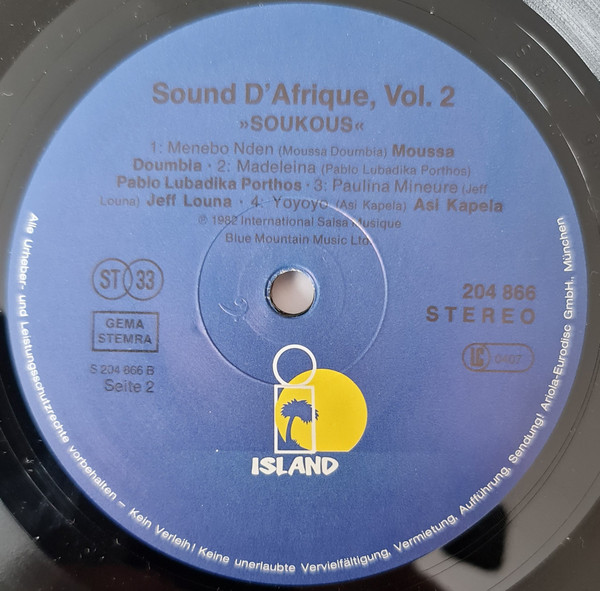 Sound D'Afrique, Vol. 2
»SOUKOUS«
1: Menebo Nden (Moussa Doumbia) Moussa
Doumbia · 2: Madeleina (Pablo Lubadika Porthos)
Pablo Lubadika Porthos · 3: Paulina Mineure (Jeff
Louna) Jeff Louna · 4: Yoyoyo (Asi Kapela) Asi Kapela
℗ 1982 International Salsa Musique
Blue Mountain Music Ltd
ST 33
204 866
STEREO
GEMA
STEMRA
LC 0407
S 204 866 B
Seite 2
ISLAND
Alle Urheber- und Leistungsschutzrechte vorbehalten – Kein Verleih! Keine unerlaubte Vervielfältigung, Vermietung, Aufführung, Sendung! Ariola-Eurodisc GmbH., München